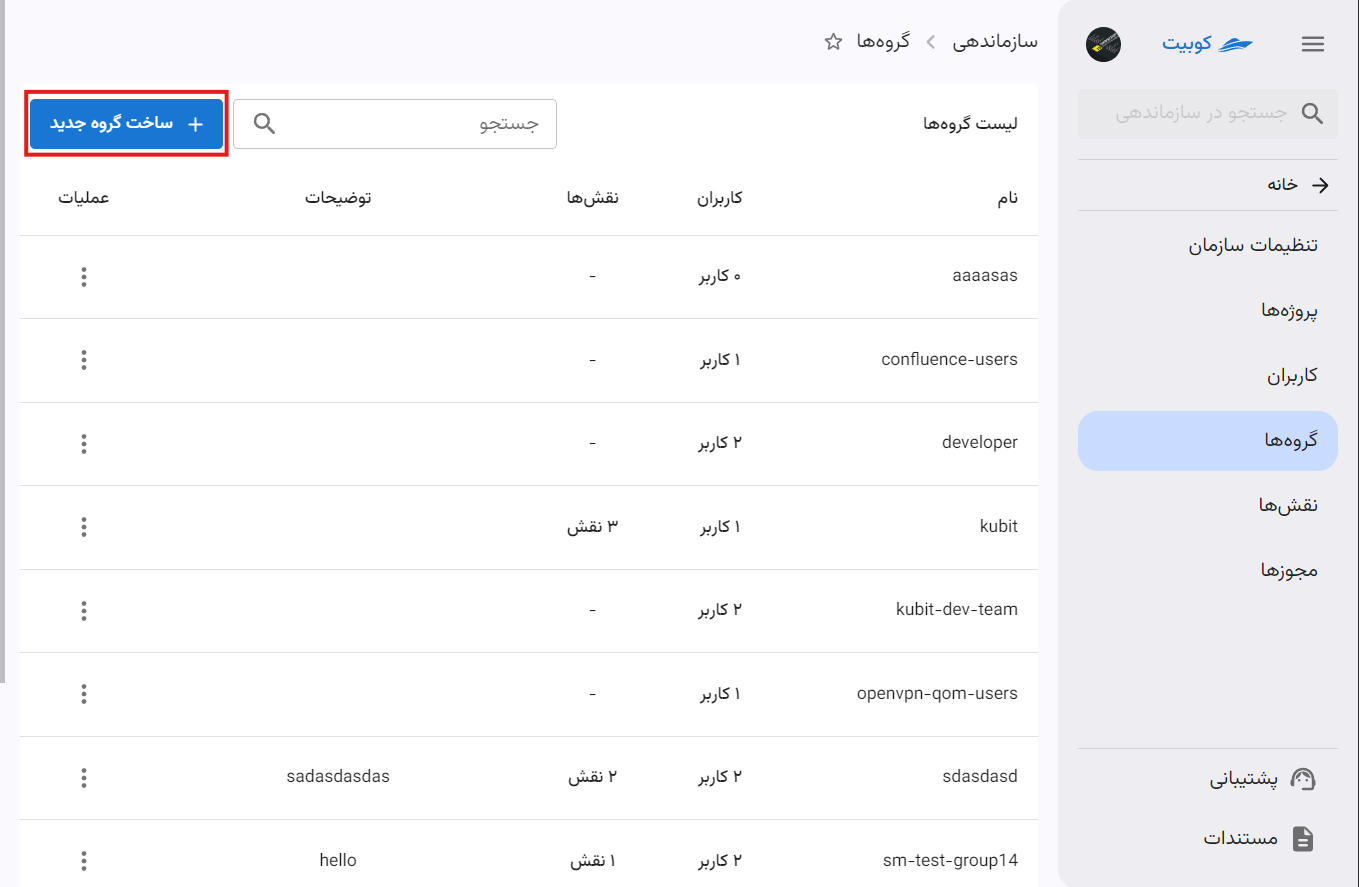 کوبیت
جستجو در سازماندهی
خانه
تنظیمات سازمان
پروژه‌ها
کاربران
گروه‌ها
نقش‌ها
مجوزها
پشتیبانی
مستندات
سازماندهی > گروه‌ها
لیست گروه‌ها
جستجو
+ ساخت گروه جدید
نام کاربران نقش‌ها توضیحات عملیات
aaaasas ۰ کاربر -
confluence-users ۱ کاربر -
developer ۲ کاربر -
kubit ۱ کاربر ۳ نقش
kubit-dev-team ۲ کاربر -
openvpn-qom-users ۱ کاربر -
sdasdasd ۲ کاربر ۲ نقش sadasdasdas
sm-test-group14 ۲ کاربر ۱ نقش hello